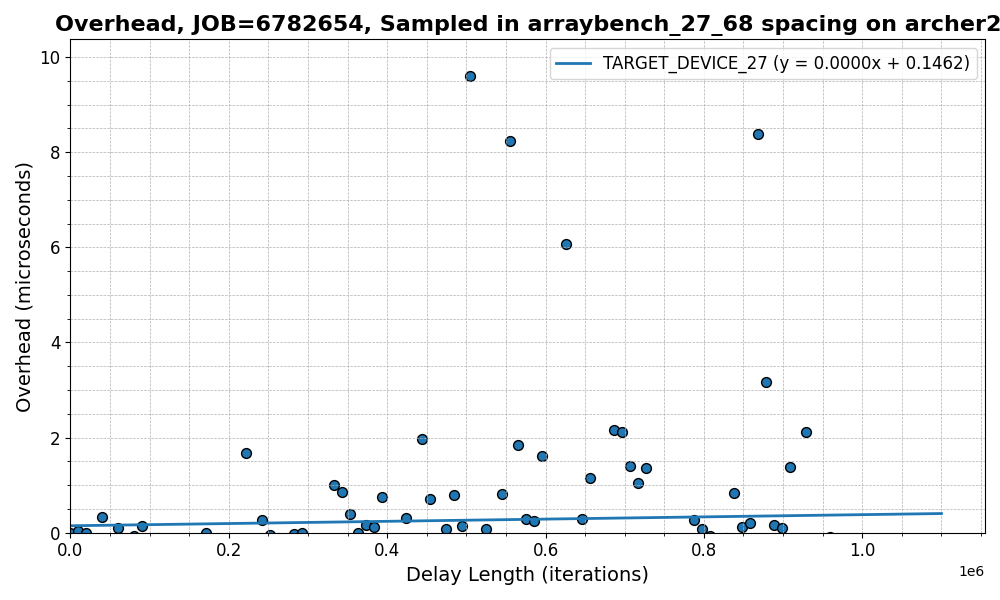 Overhead, JOB=6782654, Sampled in arraybench_27_68 spacing on archer2
TARGET_DEVICE_27 (y = 0.0000x + 0.1462)
Overhead (microseconds)
10
8
6
4
2
0
0.0 0.2 0.4 0.6 0.8 1.0
1e6
Delay Length (iterations)